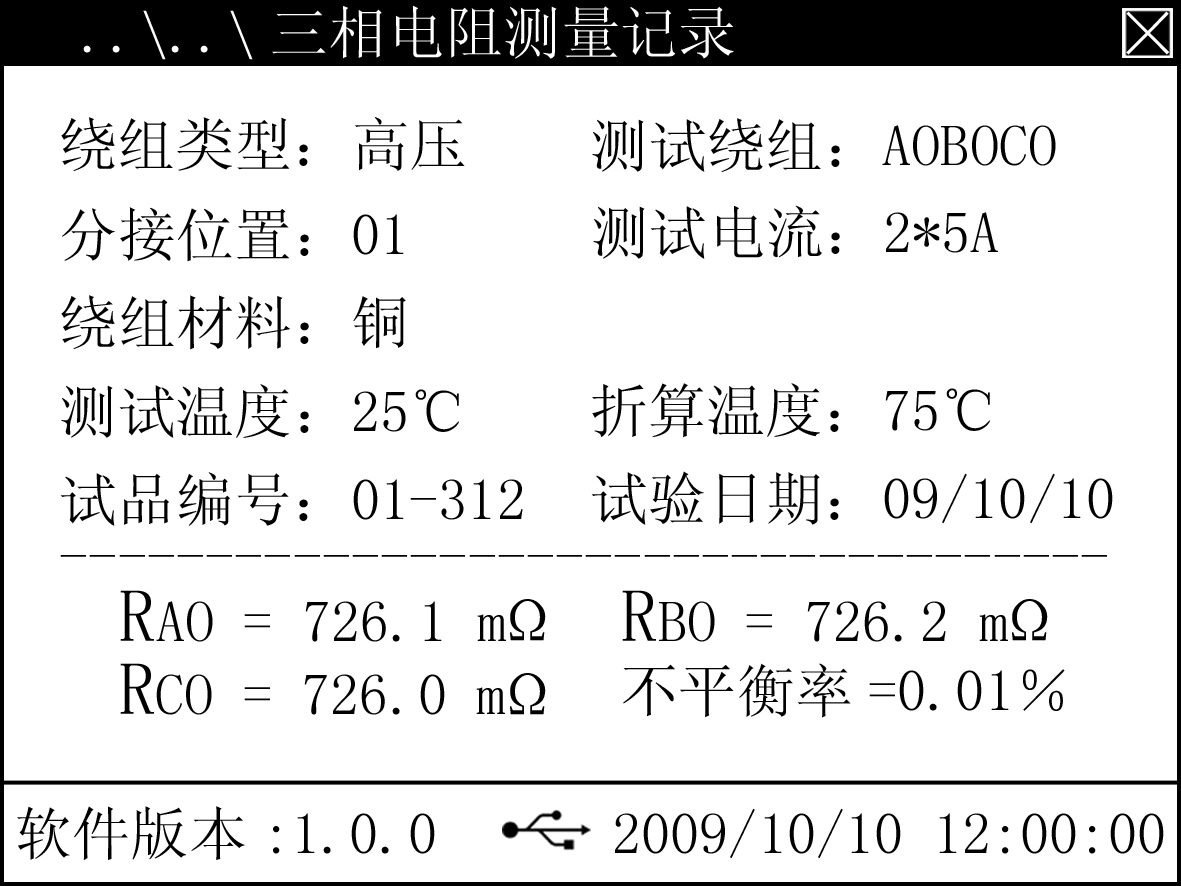 ..\..\三相电阻测量记录
绕组类型：高压 测试绕组：AOBOCO
分接位置：01 测试电流：2*5A
绕组材料：铜
测试温度：25℃ 折算温度：75℃
试品编号：01-312 试验日期：09/10/10
------------------------------------
RAO = 726.1 mΩ RBO = 726.2 mΩ
RCO = 726.0 mΩ 不平衡率=0.01%
软件版本:1.0.0 2009/10/10 12:00:00